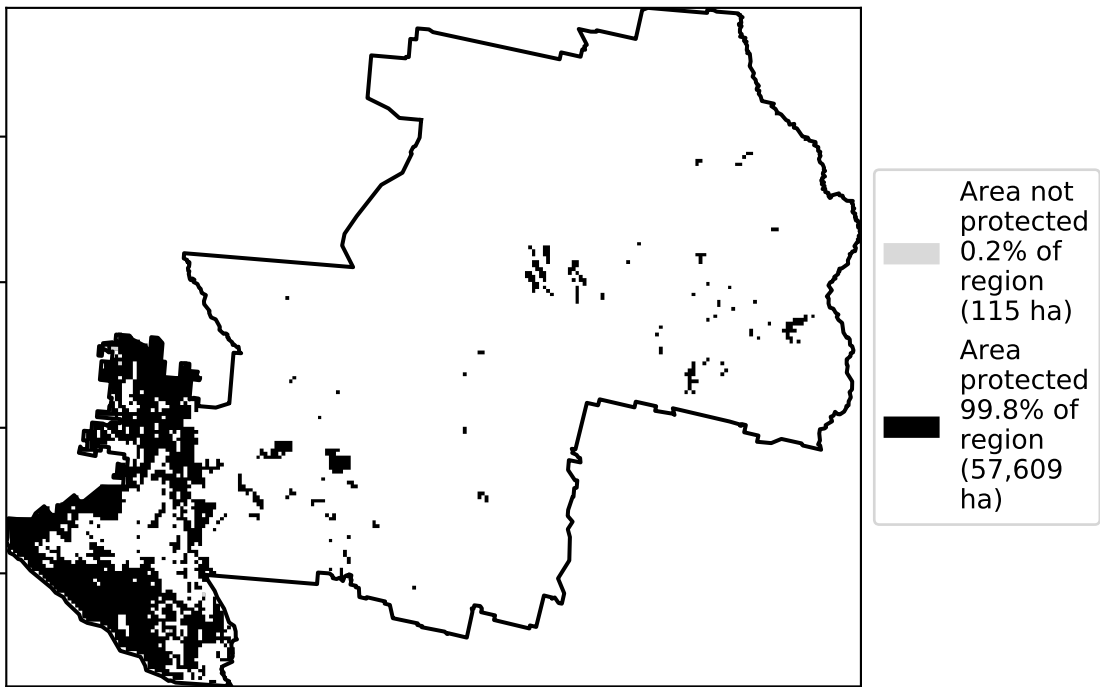 Area not
protected
0.2% of
region
(115 ha)
Area
protected
99.8% of
region
(57,609
ha)